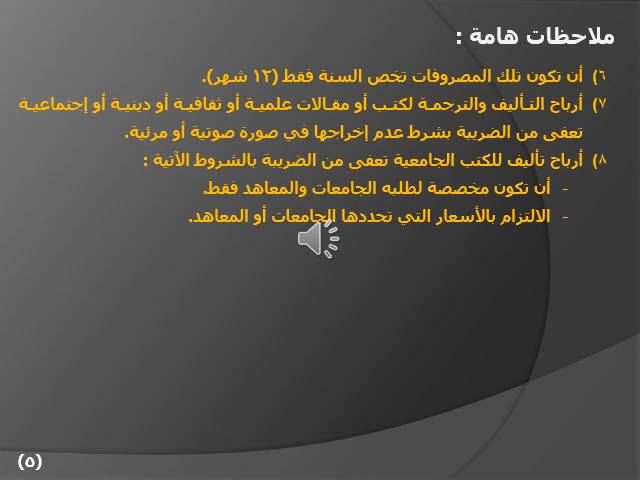 ملاحظات هامة :
٦) أن تكون تلك المصروفات تخص السنة فقط (١٢ شهر).
٧) أرباح التأليف والترجمة لكتب أو مقالات علمية أو ثقافية أو دينية أو إجتماعية
تعفى من الضريبة بشرط عدم إخراجها في صورة صوتية أو مرئية.
٨) أرباح تأليف للكتب الجامعية تعفى من الضريبة بالشروط الآتية :
- أن تكون مخصصة لطلبه الجامعات والمعاهد فقط.
- الالتزام بالأسعار التي تحددها الجامعات أو المعاهد.
(٥)